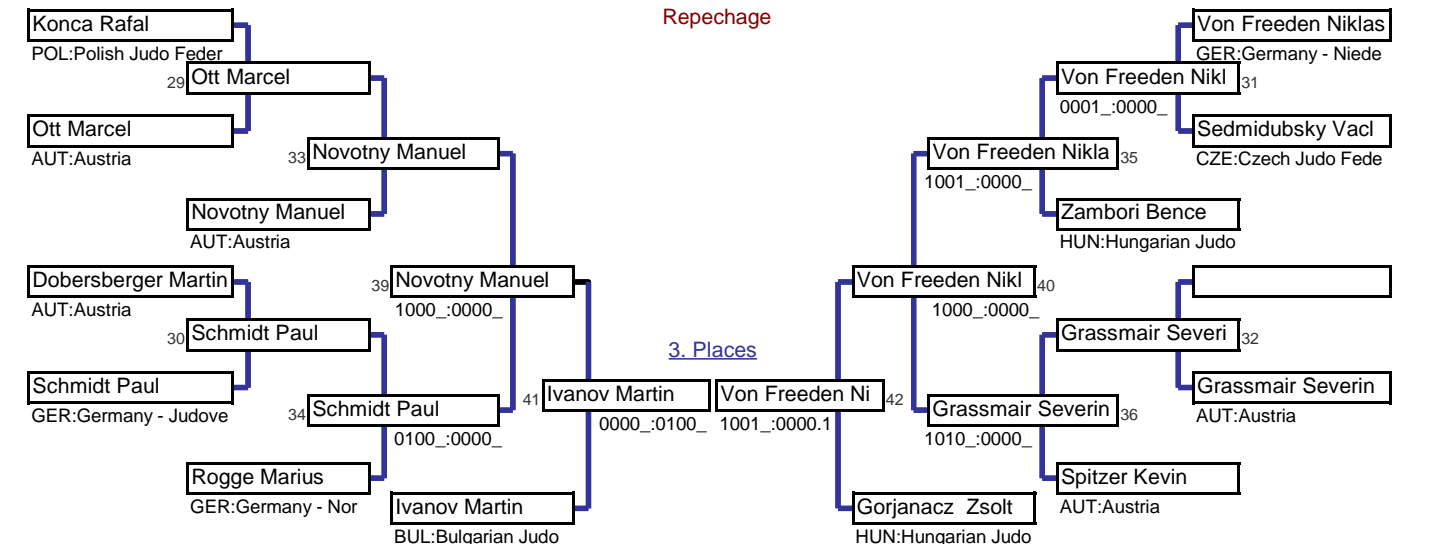 Repechage
Konca Rafal
POL:Polish Judo Feder
29 Ott Marcel
Ott Marcel
AUT:Austria
33 Novotny Manuel
Novotny Manuel
AUT:Austria
Dobersberger Martin
AUT:Austria
39 Novotny Manuel
1000_:0000_
30 Schmidt Paul
Schmidt Paul
GER:Germany - Judove
34 Schmidt Paul
0100_:0000_
Rogge Marius
GER:Germany - Nor
Ivanov Martin
BUL:Bulgarian Judo
3. Places
41 Ivanov Martin
0000_:0100_
Von Freeden Ni 42
1001_:0000.1
Von Freeden Niklas
GER:Germany - Niede
Von Freeden Nikl 31
0001_:0000_
Sedmidubsky Vacl
CZE:Czech Judo Fede
Von Freeden Nikla 35
1001_:0000_
Zambori Bence
HUN:Hungarian Judo
Von Freeden Nikl 40
1000_:0000_
Grassmair Severi 32
Grassmair Severin
AUT:Austria
Grassmair Severin 36
1010_:0000_
Spitzer Kevin
AUT:Austria
Gorjanacz  Zsolt
HUN:Hungarian Judo